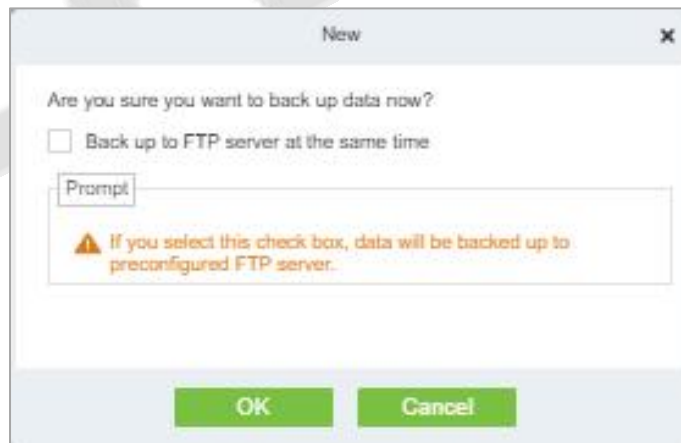 New
Are you sure you want to back up data now?
Back up to FTP server at the same time
Prompt
If you select this check box, data will be backed up to
preconfigured FTP server.
OK Cancel